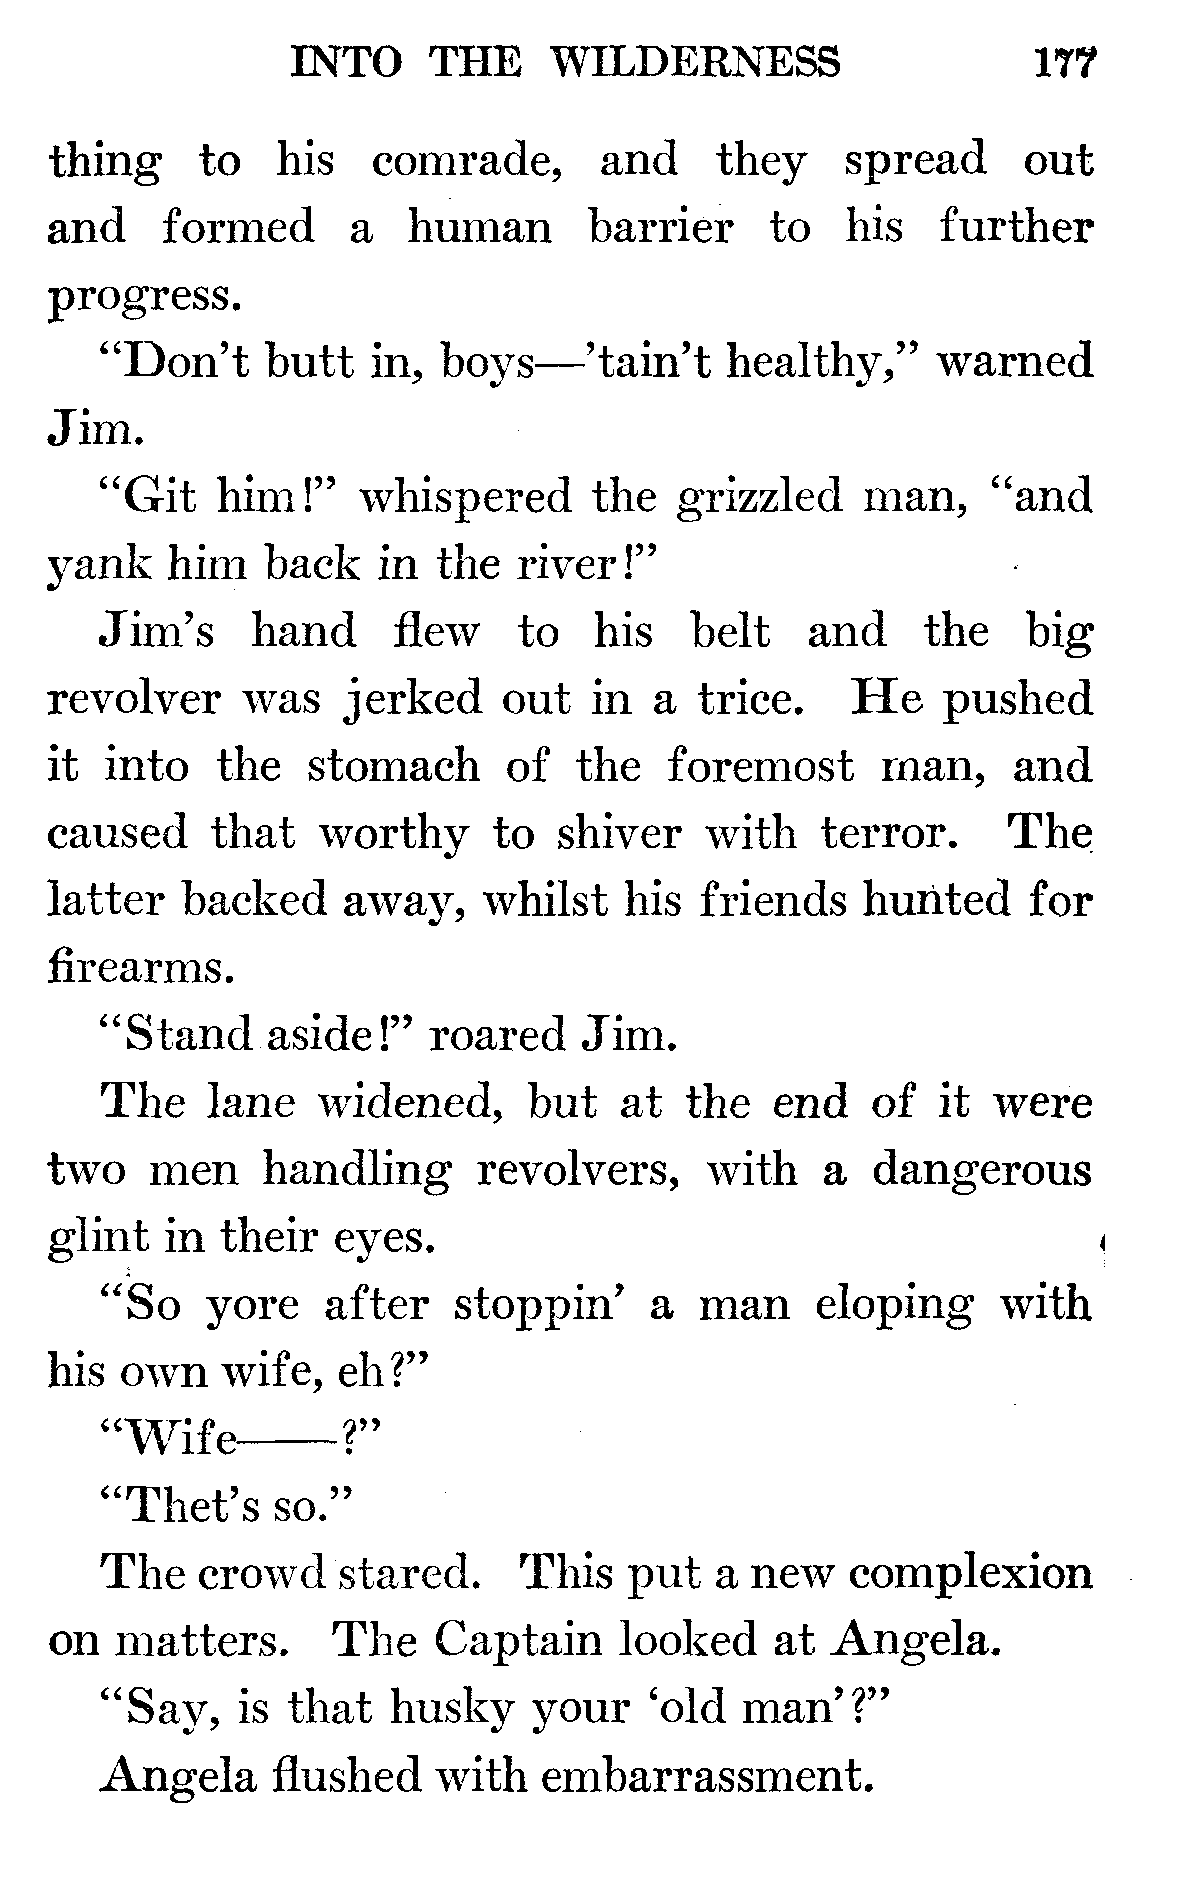 INTO THE WILDERNESS 177
thing to his comrade, and they spread out
and formed a human barrier to his further
progress.
“Don’t butt in, boys—’tain’t healthy,” warned
Jim.
“Git him!” whispered the grizzled man, “and
yank him back in the river!”
Jim’s hand flew to his belt and the big
revolver was jerked out in a trice. He pushed
it into the stomach of the foremost man, and
caused that worthy to shiver with terror. The
latter backed away, whilst his friends hunted for
firearms.
“Stand aside!” roared Jim.
The lane widened, but at the end of it were
two men handling revolvers, with a dangerous
glint in their eyes.
“So yore after stoppin’ a man eloping with
his own wife, eh?”
“Wife——?”
“Thet’s so.”
The crowd stared. This put a new complexion
on matters. The Captain looked at Angela.
“Say, is that husky your ‘old man’?”
Angela flushed with embarrassment.